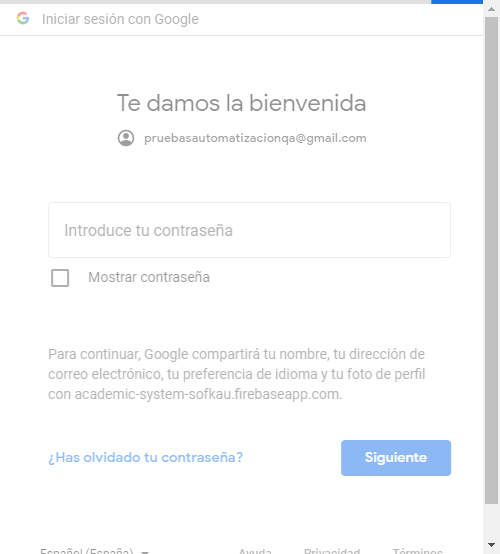 Iniciar sesión con Google
Te damos la bienvenida
pruebasautomatizacionqa@gmail.com
Introduce tu contraseña
Mostrar contraseña
Para continuar, Google compartirá tu nombre, tu dirección de
correo electrónico, tu preferencia de idioma y tu foto de perfil
con academic-system-sofkau.firebaseapp.com.
¿Has olvidado tu contraseña? Siguiente
Español (España) Ayuda Privacidad Términos